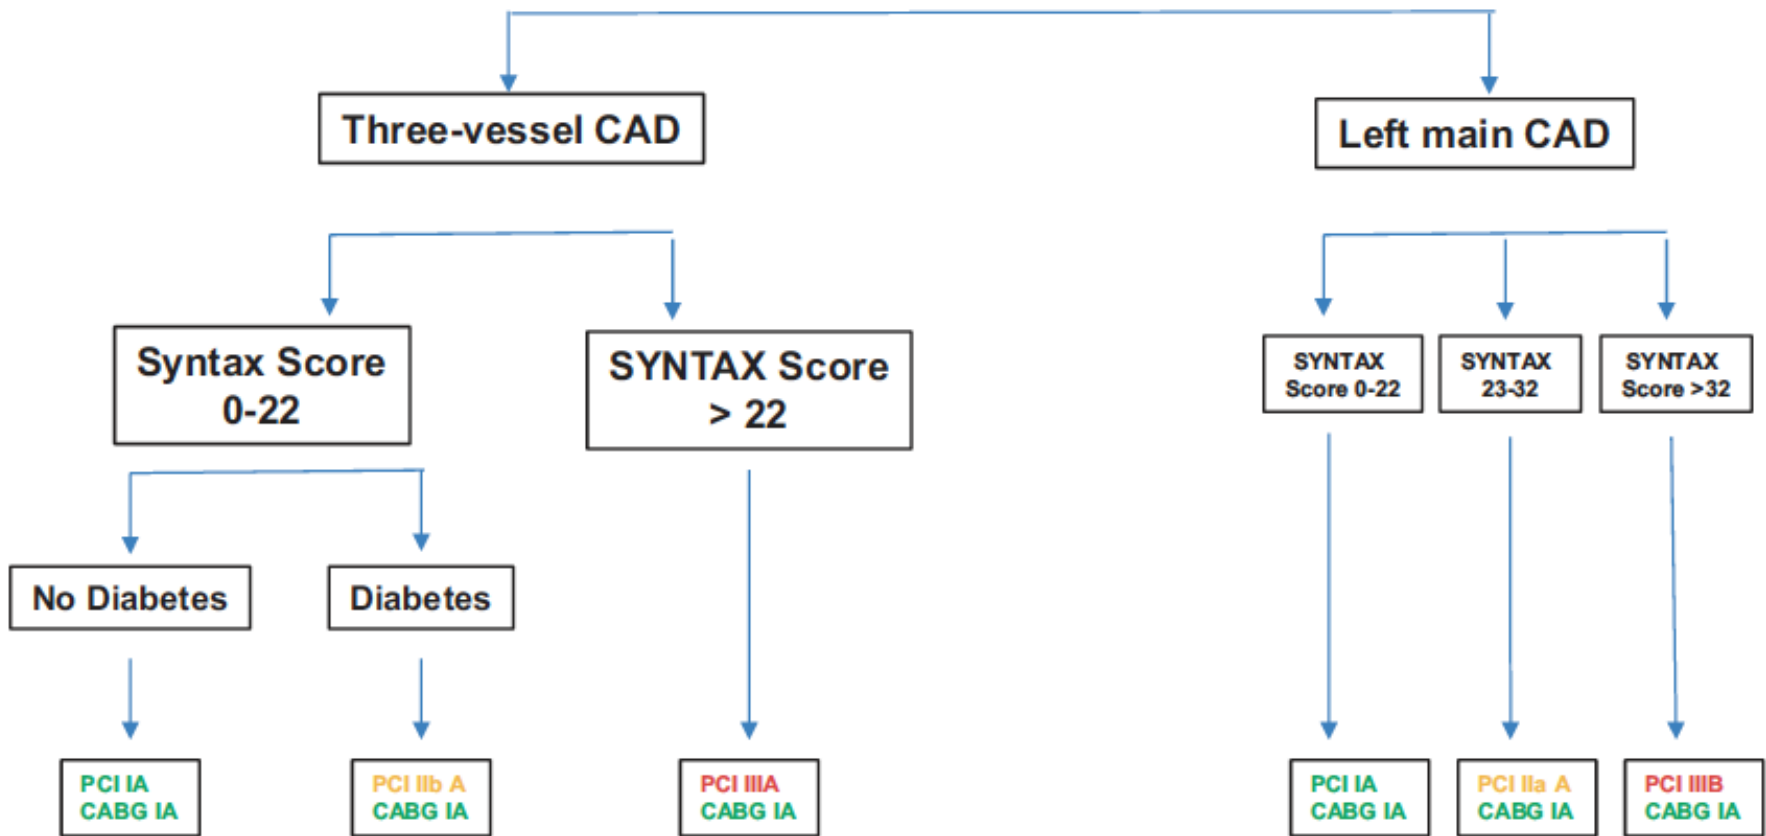 Three-vessel CAD
Left main CAD
Syntax Score
0-22
SYNTAX Score
> 22
SYNTAX
Score 0-22
SYNTAX
23-32
SYNTAX
Score >32
No Diabetes
Diabetes
PCI IA
CABG IA
PCI IIb A
CABG IA
PCI IIIA
CABG IA
PCI IA
CABG IA
PCI IIa A
CABG IA
PCI IIIB
CABG IA